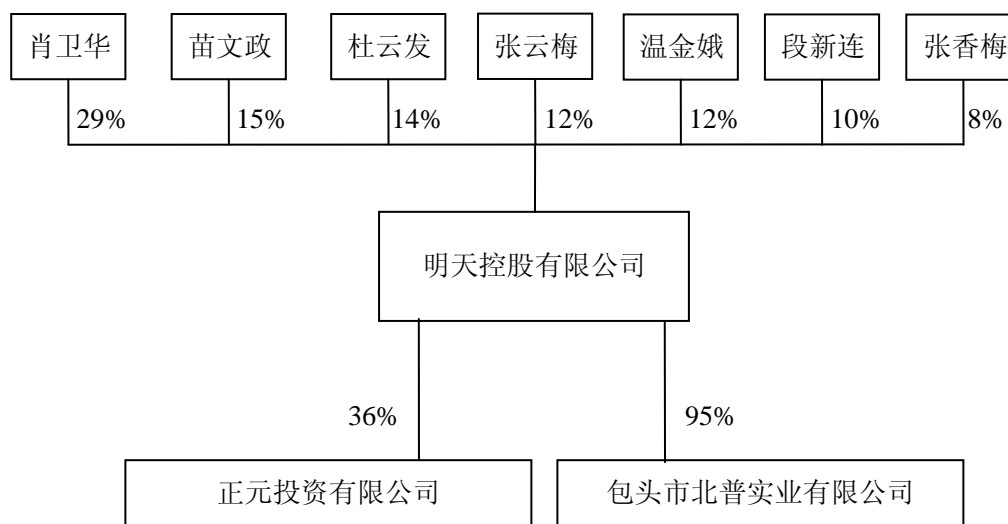 肖卫华 苗文政 杜云发 张云梅 温金娥 段新连 张香梅
29% 15% 14% 12% 12% 10% 8%
明天控股有限公司
36% 95%
正元投资有限公司 包头市北普实业有限公司